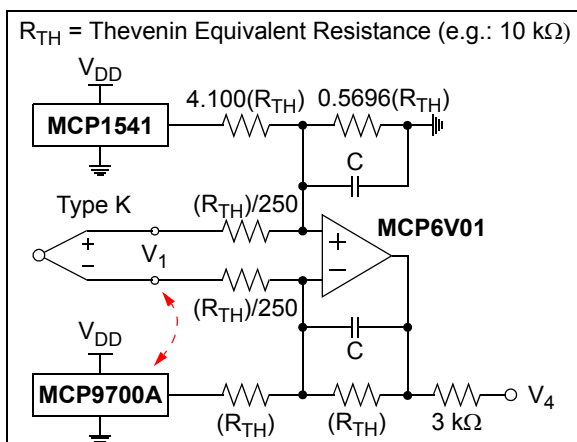 R_TH = Thevenin Equivalent Resistance (e.g.: 10 kΩ)
V_DD
4.100(R_TH) 0.5696(R_TH)
MCP1541
C
Type K (R_TH)/250
MCP6V01
+ +
V_1
− −
(R_TH)/250
V_DD
C
MCP9700A
V_4
(R_TH) (R_TH) 3 kΩ